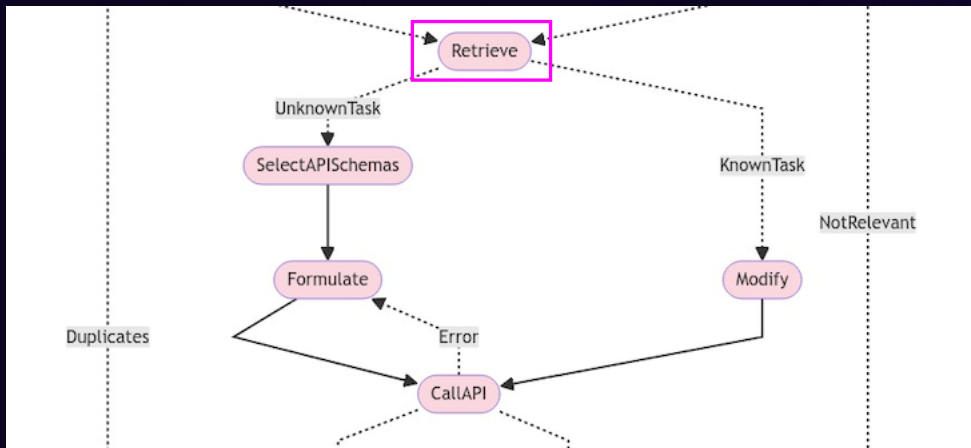 Retrieve
UnknownTask
SelectAPISchemas
KnownTask
NotRelevant
Formulate
Modify
Duplicates
Error
CallAPI